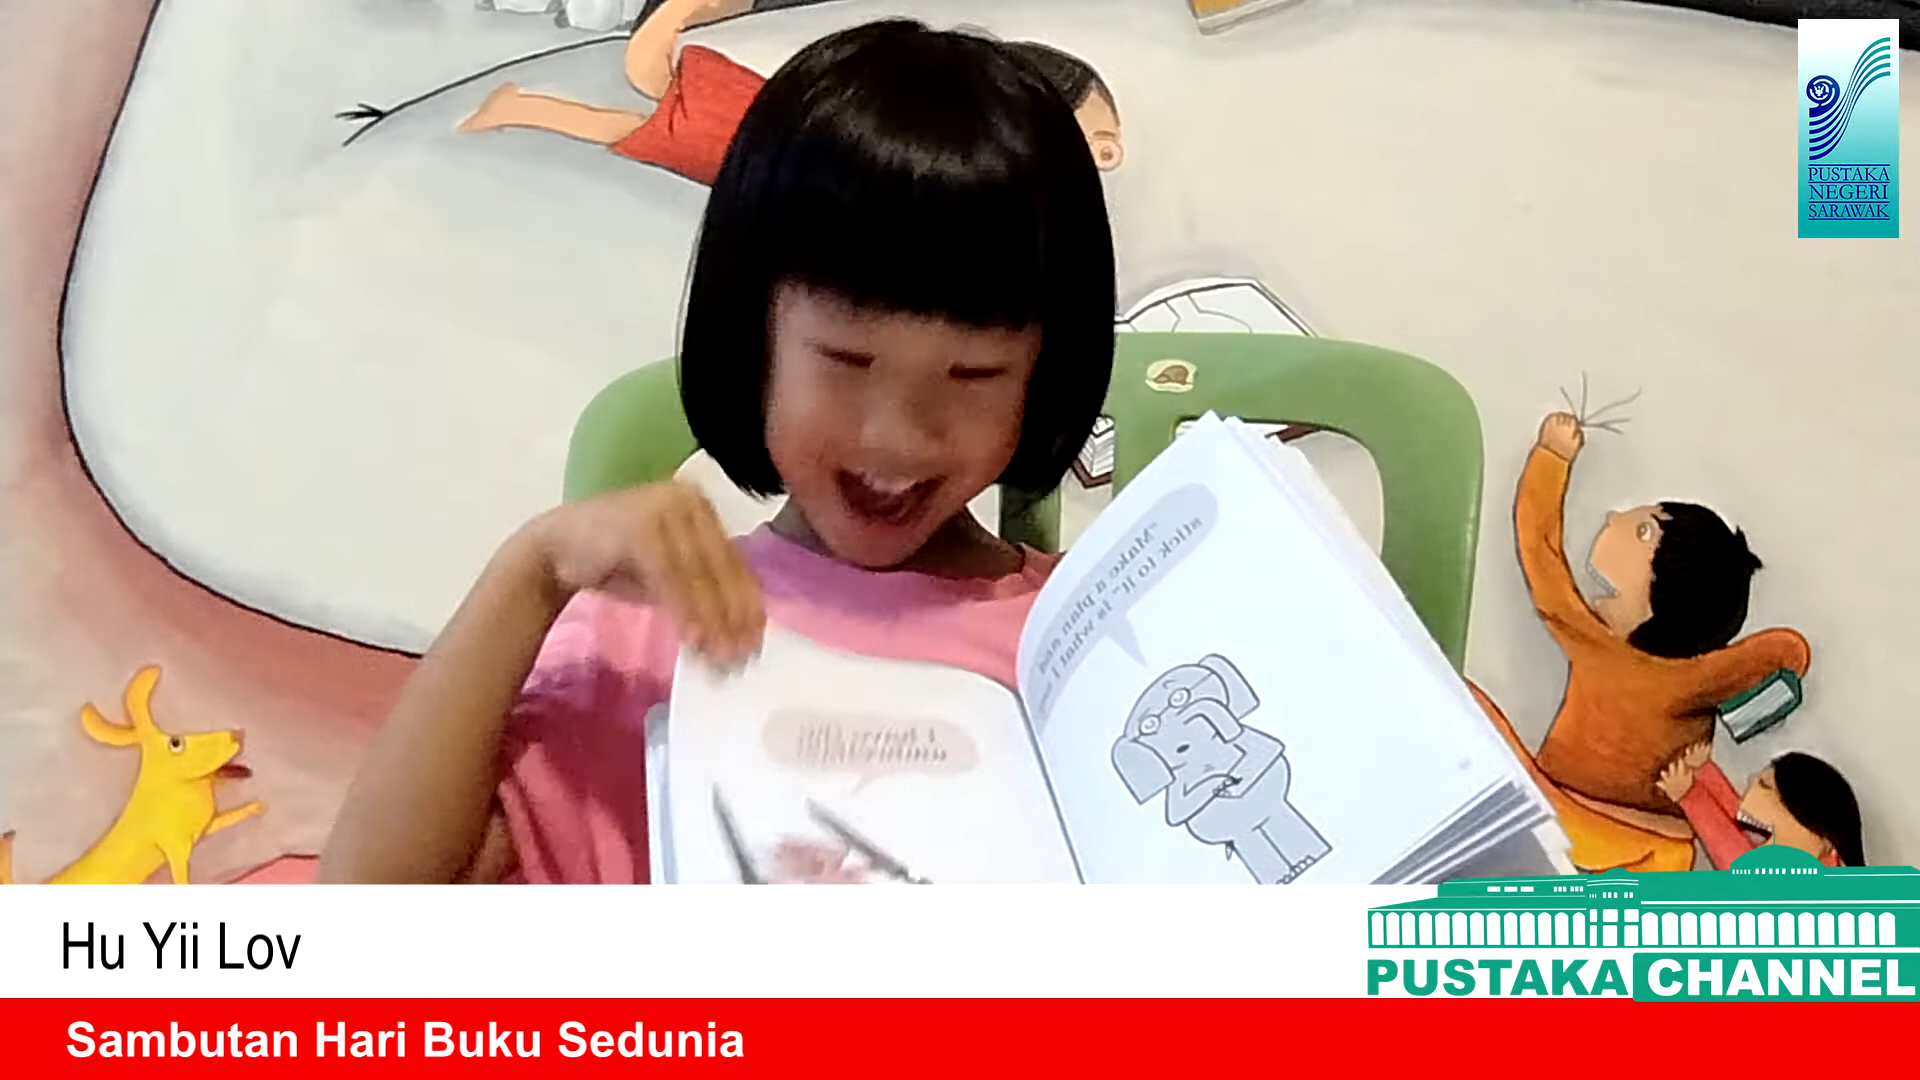 PUSTAKA
NEGERI
SARAWAK
"Make a plan and
stick to it" is what I
Hu Yii Lov
PUSTAKA CHANNEL
Sambutan Hari Buku Sedunia